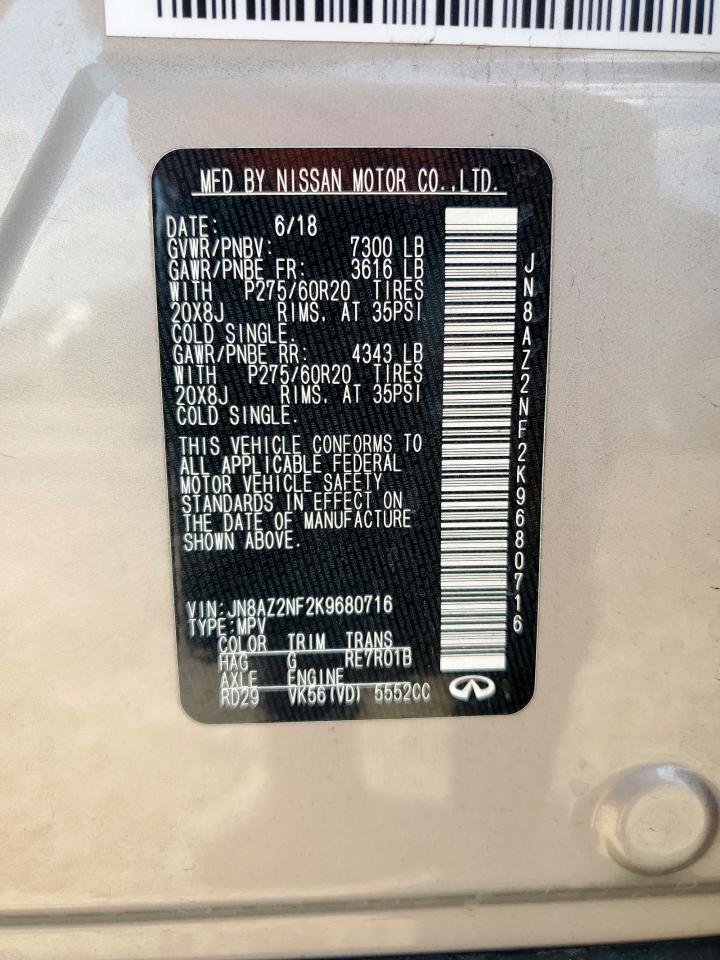 MFD BY NISSAN MOTOR CO.,LTD.
DATE: 6/18
GVWR/PNBV: 7300 LB
GAWR/PNBE FR: 3616 LB
WITH P275/60R20 TIRES
20X8J RIMS. AT 35PSI
COLD SINGLE.
GAWR/PNBE RR: 4343 LB
WITH P275/60R20 TIRES
20X8J RIMS. AT 35PSI
COLD SINGLE.
THIS VEHICLE CONFORMS TO
ALL APPLICABLE FEDERAL
MOTOR VEHICLE SAFETY
STANDARDS IN EFFECT ON
THE DATE OF MANUFACTURE
SHOWN ABOVE.
VIN:JN8AZ2NF2K9680716
TYPE:MPV
COLOR TRIM TRANS
HAG G RE7R01B
AXLE ENGINE
RD29 VK56(VD) 5552CC
JN8AZ2NF2K9680716